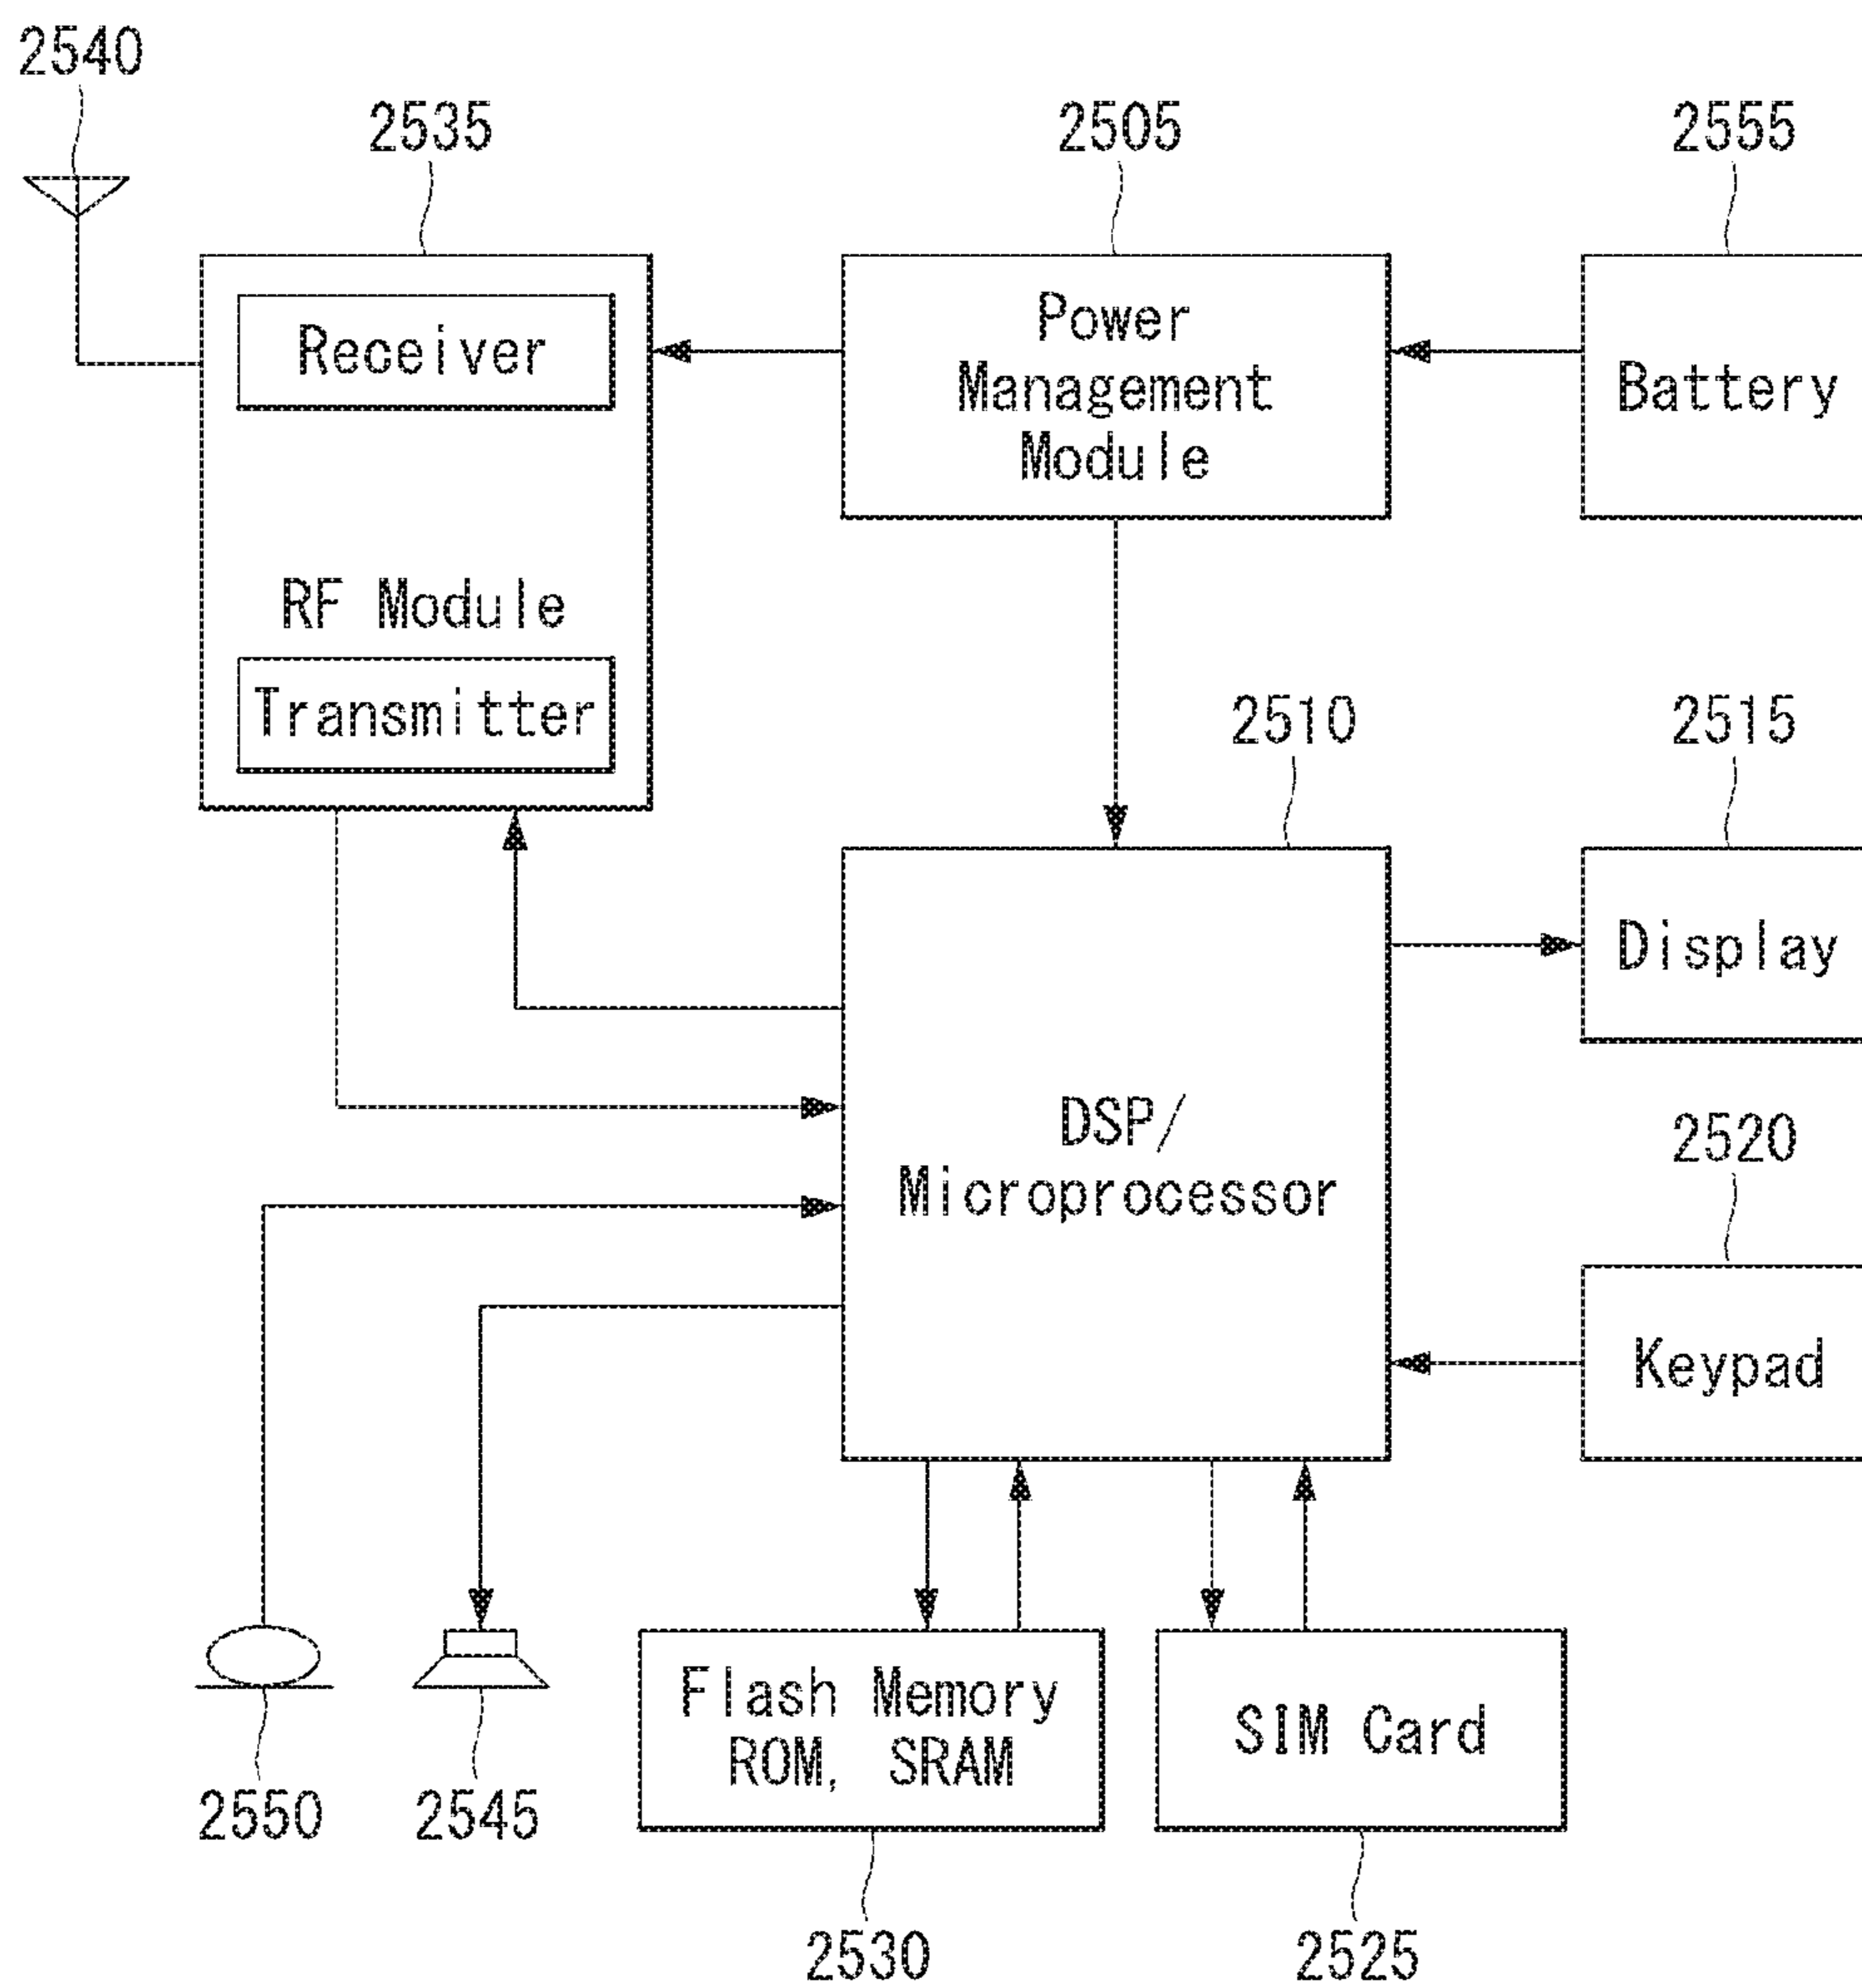 2540
2535
2505
2555
Receiver
RF Module
Transmitter
Power
Management
Module
Battery
2510
2515
DSP/
Microprocessor
Display
2520
Keypad
Flash Memory
ROM, SRAM
SIM Card
2550
2545
2530
2525